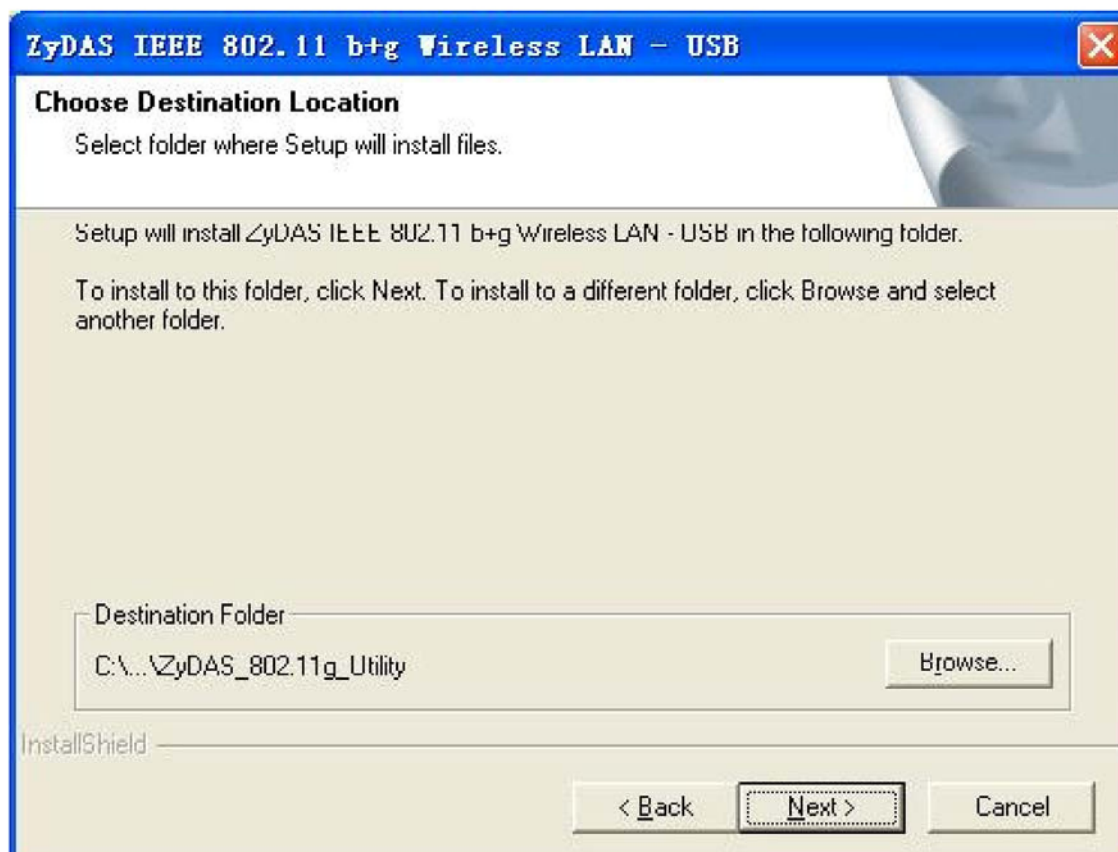 ZyDAS IEEE 802.11 b+g Wireless LAN - USB
Choose Destination Location
Select folder where Setup will install files.
Setup will install ZyDAS IEEE 802.11 b+g Wireless LAN - USB in the following folder.
To install to this folder, click Next. To install to a different folder, click Browse and select
another folder.
Destination Folder
C:\...\ZyDAS_802.11g_Utility
Browse...
InstallShield
< Back
Next >
Cancel